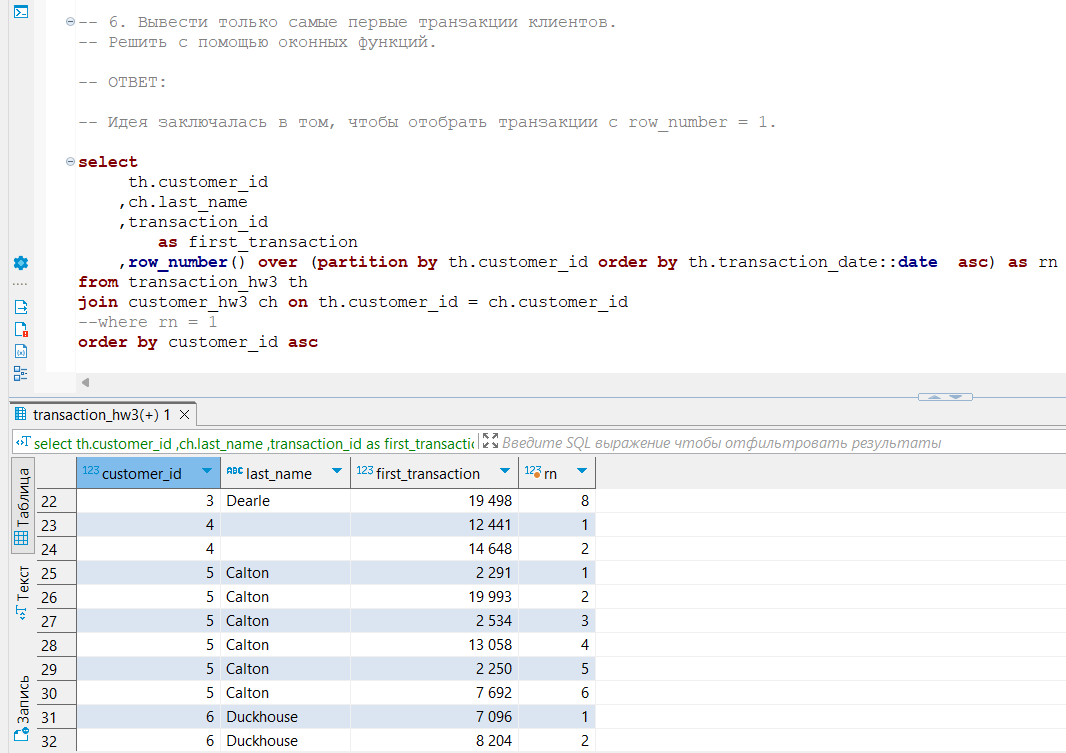 -- 6. Вывести только самые первые транзакции клиентов.
-- Решить с помощью оконных функций.
-- ОТВЕТ:
-- Идея заключалась в том, чтобы отобрать транзакции с row_number = 1.
select
th.customer_id
,ch.last_name
,transaction_id
as first_transaction
,row_number() over (partition by th.customer_id order by th.transaction_date::date  asc) as rn
from transaction_hw3 th
join customer_hw3 ch on th.customer_id = ch.customer_id
--where rn = 1
order by customer_id asc
transaction_hw3(+) 1
select th.customer_id ,ch.last_name ,transaction_id as first_transactic Введите SQL выражение чтобы отфильтровать результаты
Таблица
Текст
Запись
123 customer_id ABC last_name 123 first_transaction 123 rn
22 3 Dearle 19 498 8
23 4 12 441 1
24 4 14 648 2
25 5 Calton 2 291 1
26 5 Calton 19 993 2
27 5 Calton 2 534 3
28 5 Calton 13 058 4
29 5 Calton 2 250 5
30 5 Calton 7 692 6
31 6 Duckhouse 7 096 1
32 6 Duckhouse 8 204 2